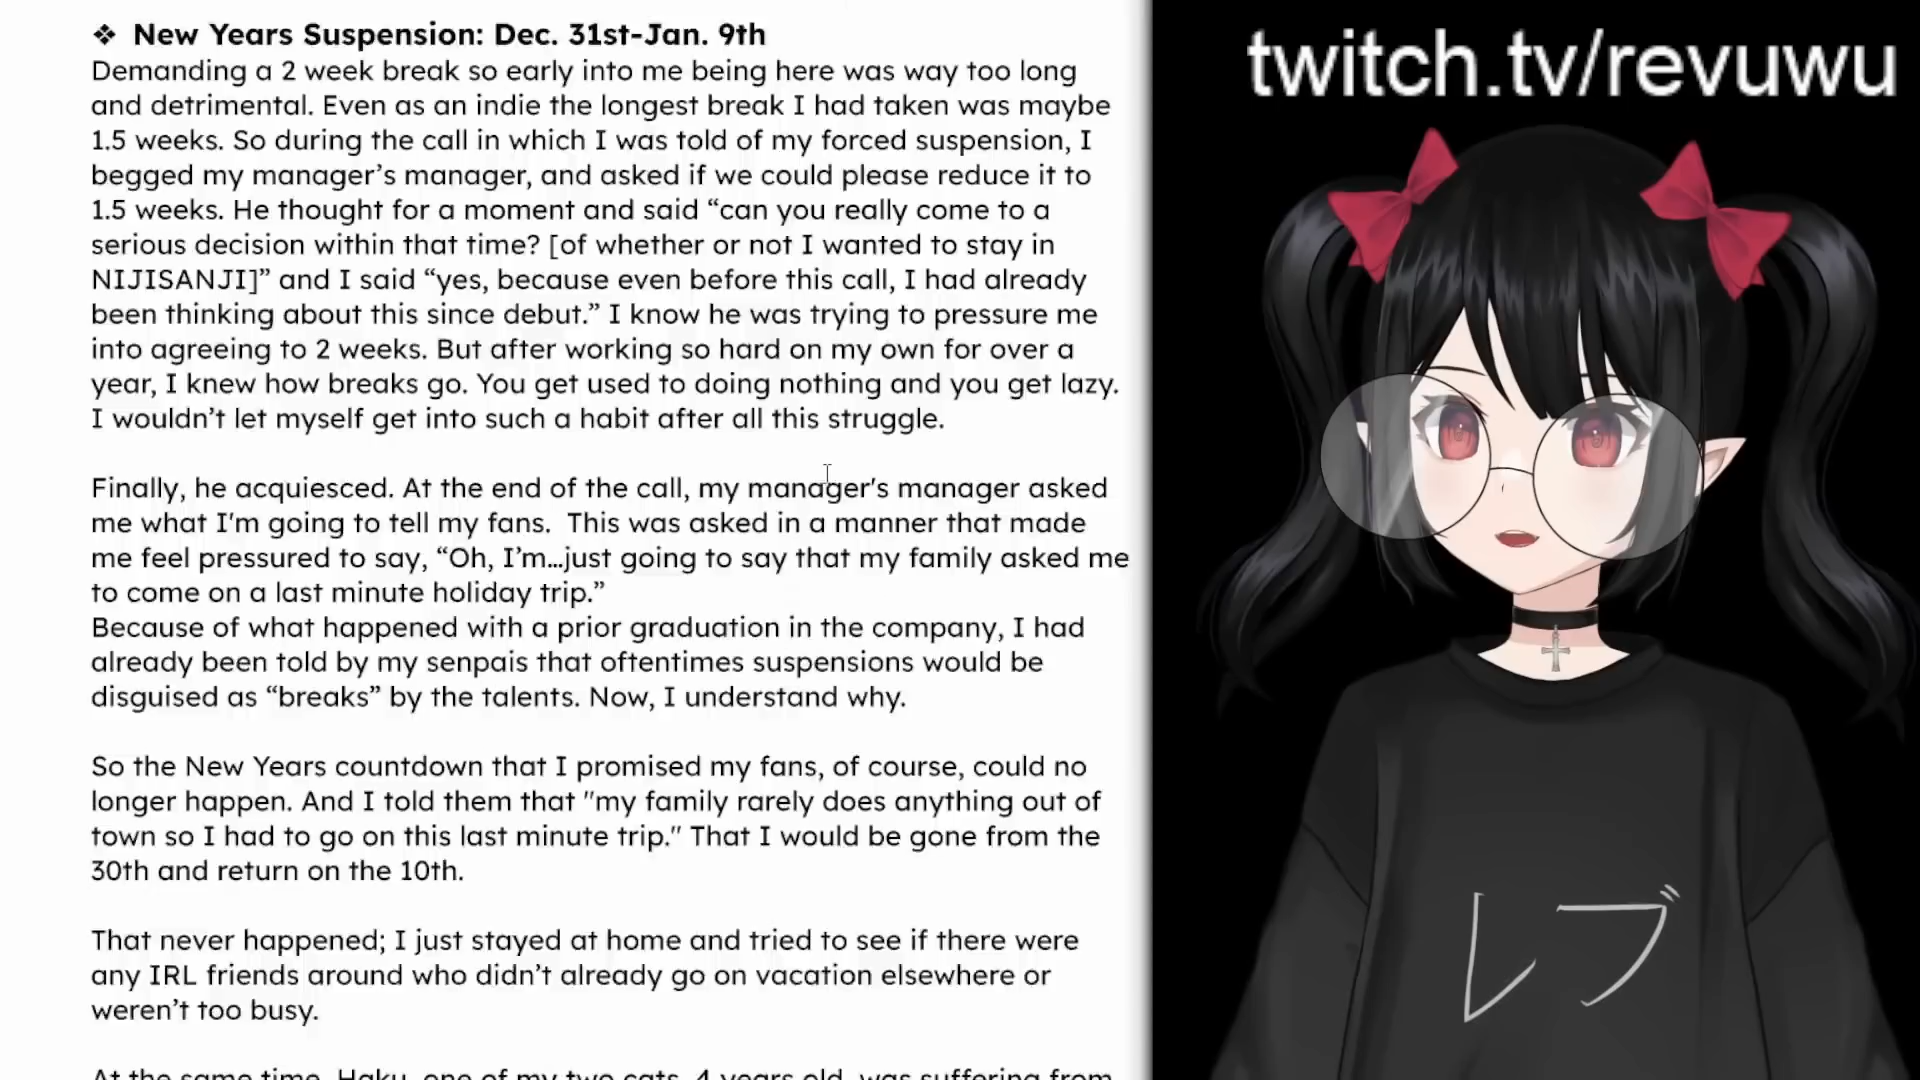 ❖ New Years Suspension: Dec. 31st-Jan. 9th
Demanding a 2 week break so early into me being here was way too long
and detrimental. Even as an indie the longest break I had taken was maybe
1.5 weeks. So during the call in which I was told of my forced suspension, I
begged my manager’s manager, and asked if we could please reduce it to
1.5 weeks. He thought for a moment and said “can you really come to a
serious decision within that time? [of whether or not I wanted to stay in
NIJISANJI]” and I said “yes, because even before this call, I had already
been thinking about this since debut.” I know he was trying to pressure me
into agreeing to 2 weeks. But after working so hard on my own for over a
year, I knew how breaks go. You get used to doing nothing and you get lazy.
I wouldn’t let myself get into such a habit after all this struggle.
Finally, he acquiesced. At the end of the call, my manager's manager asked
me what I'm going to tell my fans.  This was asked in a manner that made
me feel pressured to say, “Oh, I’m…just going to say that my family asked me
to come on a last minute holiday trip.”
Because of what happened with a prior graduation in the company, I had
already been told by my senpais that oftentimes suspensions would be
disguised as “breaks” by the talents. Now, I understand why.
So the New Years countdown that I promised my fans, of course, could no
longer happen. And I told them that "my family rarely does anything out of
town so I had to go on this last minute trip." That I would be gone from the
30th and return on the 10th.
That never happened; I just stayed at home and tried to see if there were
any IRL friends around who didn’t already go on vacation elsewhere or
weren’t too busy.
At the same time, Haku, one of my two cats, 4 years old, was suffering from
twitch.tv/revuwu
レブ